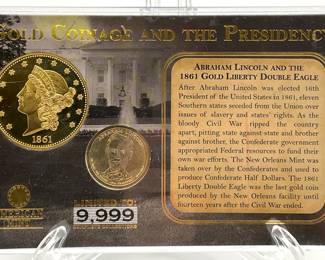 GOLD COINAGE AND THE PRESIDENCY
ABRAHAM LINCOLN AND THE
1861 GOLD LIBERTY DOUBLE EAGLE
After Abraham Lincoln was elected 16th
President of the United States in 1861, eleven
Southern states seceded from the Union over
issues of slavery and states' rights. As the
bloody Civil War ripped the country
apart, pitting state against state and brother
against brother, the Confederate government
appropriated Federal resources to fund their
own war efforts. The New Orleans Mint was
taken over by the Confederates and used to
produce Confederate Half Dollars. The 1861
Liberty Double Eagle was the last gold coin
produced by the New Orleans facility until
fourteen years after the Civil War ended.
1861
AMERICAN
MINT
LIMITED TO
9,999
COMPLETE COLLECTIONS